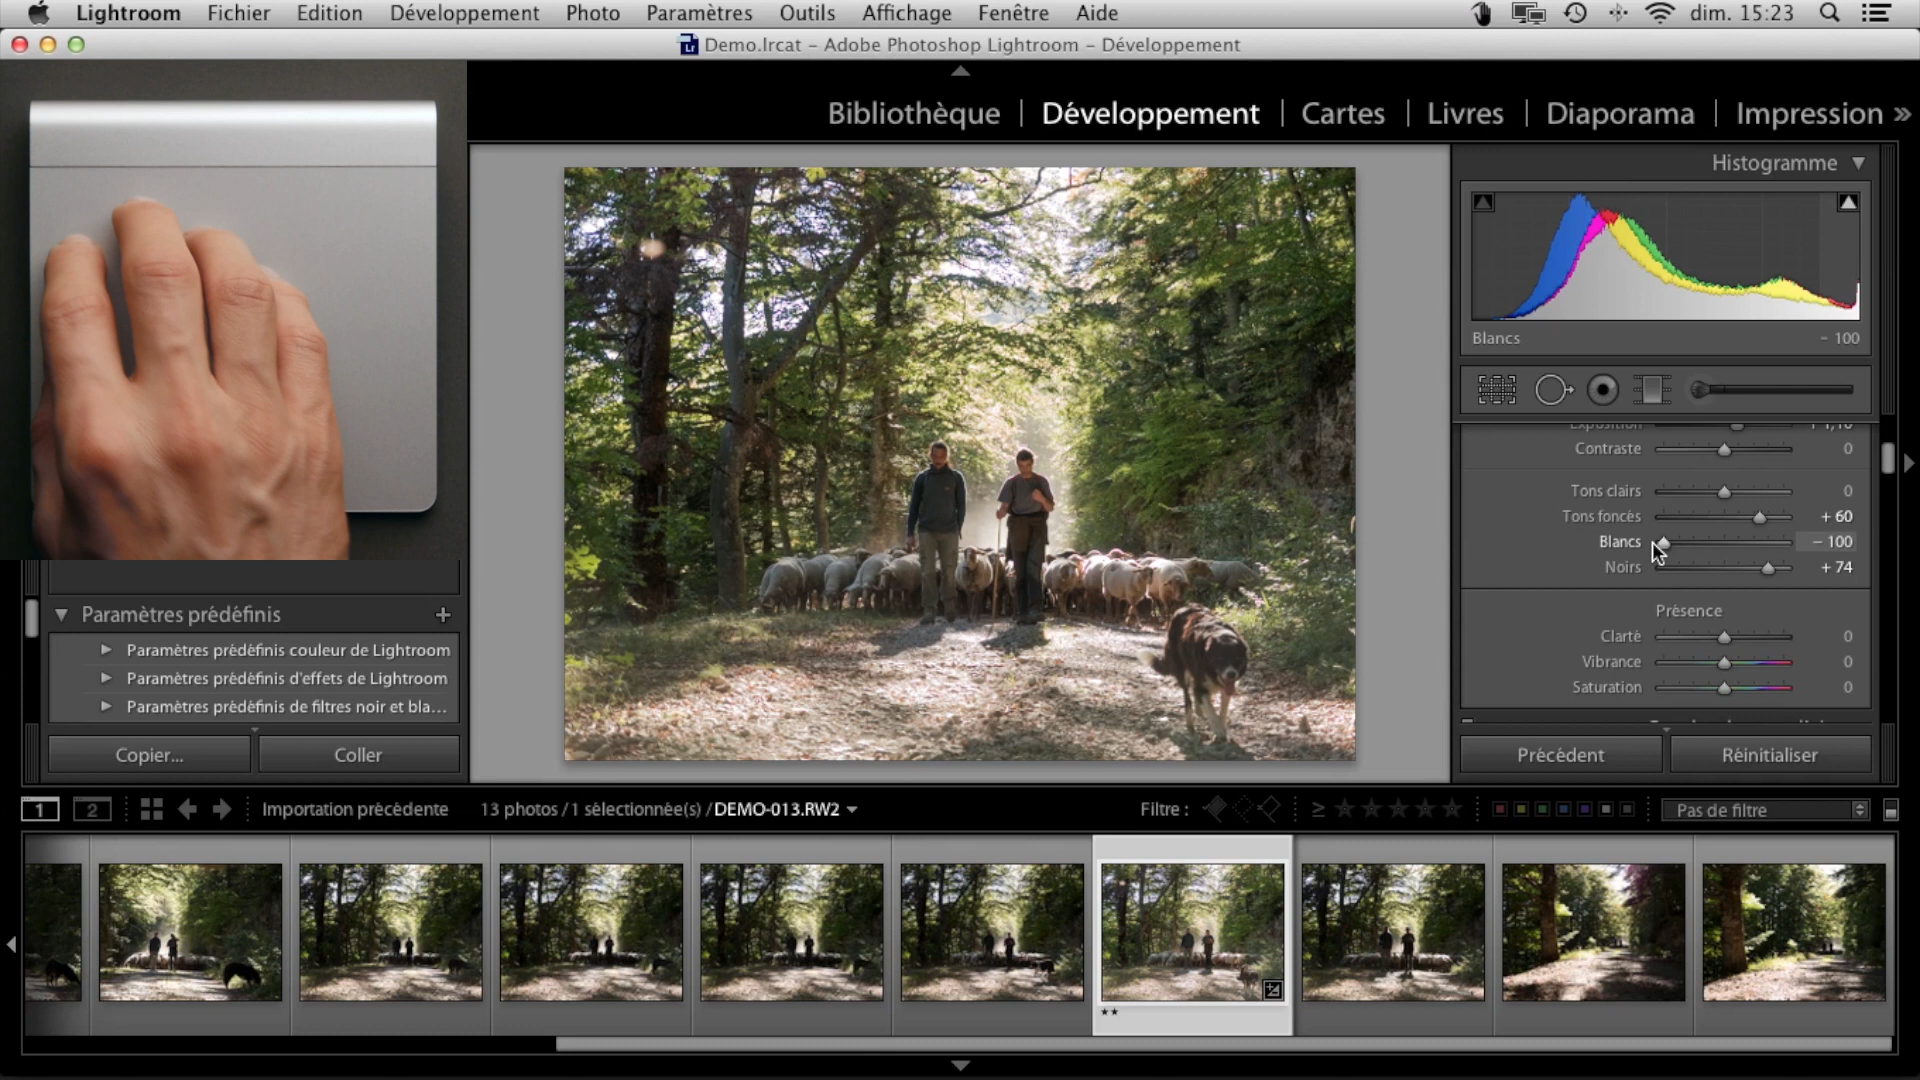 Lightroom Fichier Edition Développement Photo Paramètres Outils Affichage Fenêtre Aide dim. 15:23
Demo.lrcat – Adobe Photoshop Lightroom – Développement
Bibliothèque | Développement | Cartes | Livres | Diaporama | Impression »
Histogramme
Blancs – 100
Exposition + 1,10
Contraste 0
Tons clairs 0
Tons foncés + 60
Blancs – 100
Noirs + 74
Présence
Clarté 0
Vibrance 0
Saturation 0
Précédent Réinitialiser
Paramètres prédéfinis +
Paramètres prédéfinis couleur de Lightroom
Paramètres prédéfinis d'effets de Lightroom
Paramètres prédéfinis de filtres noir et bla...
Copier... Coller
1 2 Importation précédente 13 photos / 1 sélectionnée(s) / DEMO-013.RW2 Filtre : ≥ Pas de filtre